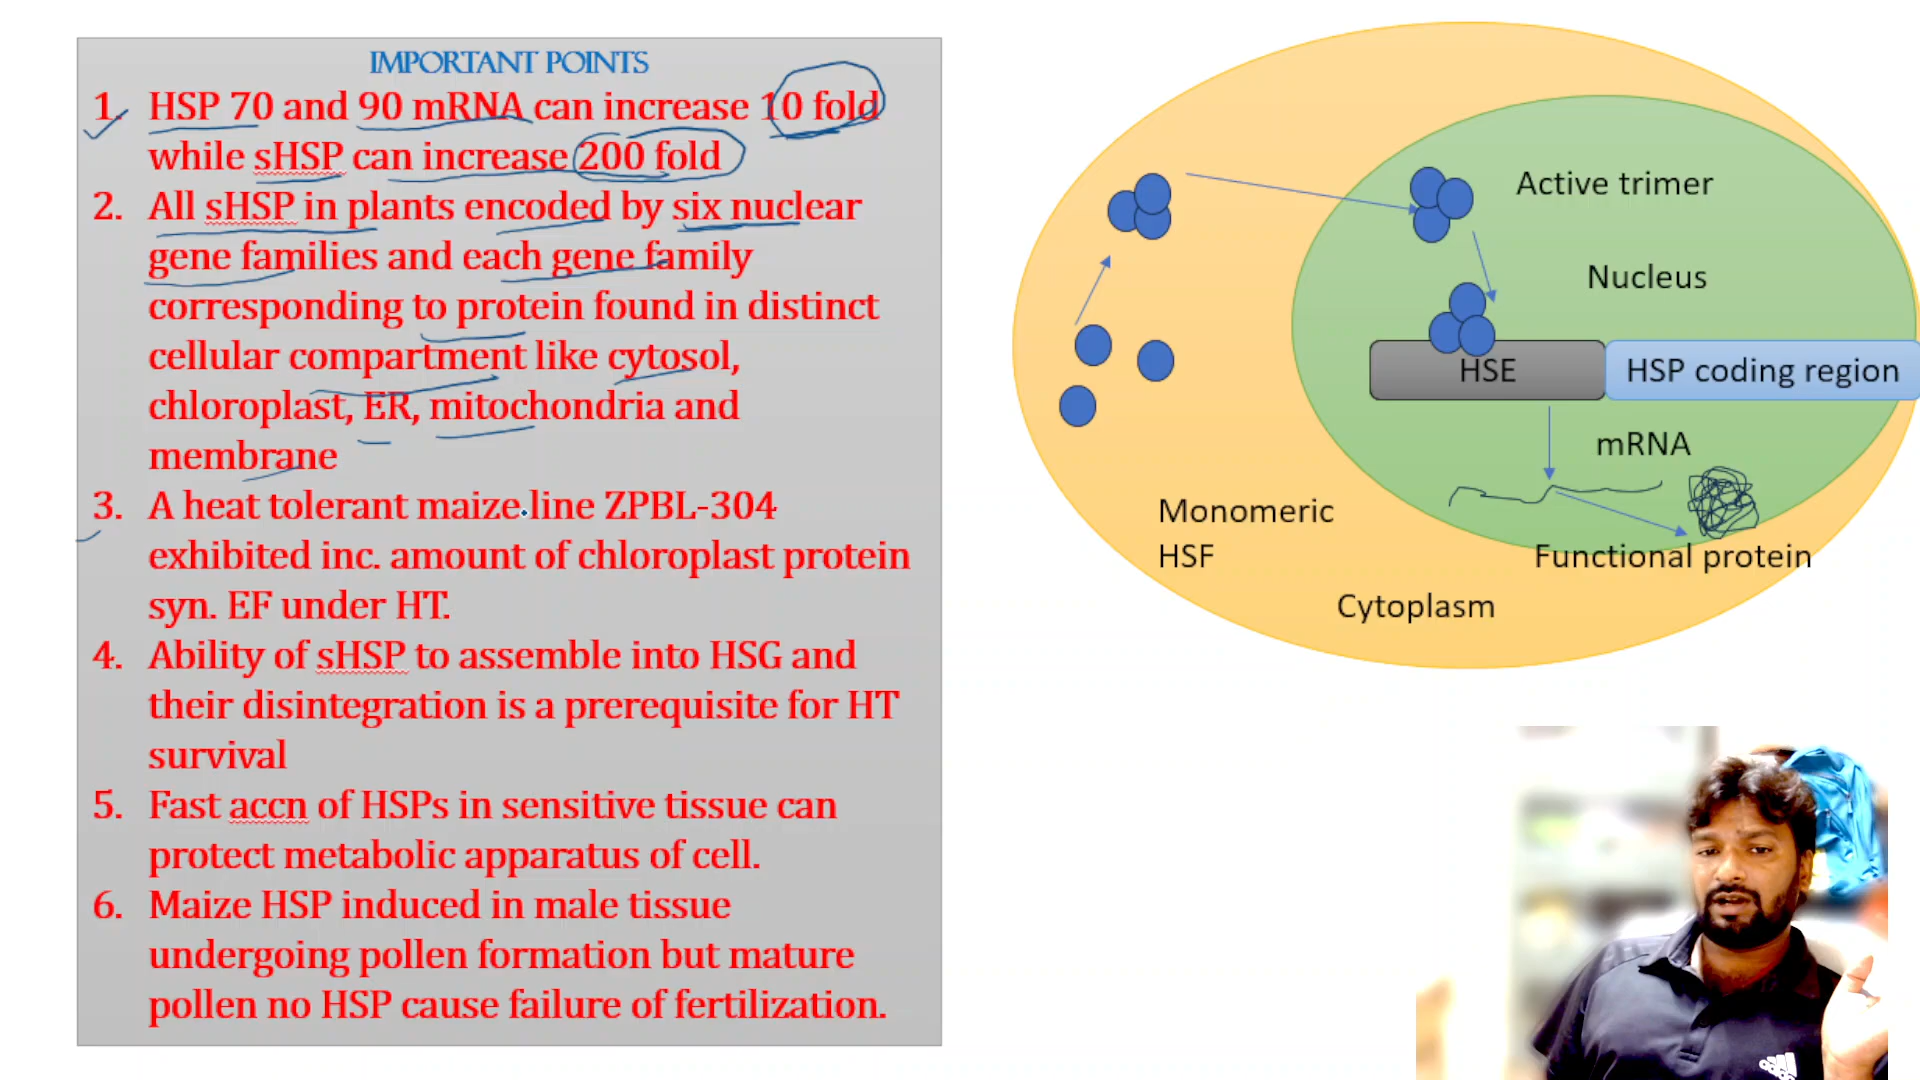 IMPORTANT POINTS
1. HSP 70 and 90 mRNA can increase 10 fold
while sHSP can increase 200 fold
2. All sHSP in plants encoded by six nuclear
gene families and each gene family
corresponding to protein found in distinct
cellular compartment like cytosol,
chloroplast, ER, mitochondria and
membrane
3. A heat tolerant maize line ZPBL-304
exhibited inc. amount of chloroplast protein
syn. EF under HT.
4. Ability of sHSP to assemble into HSG and
their disintegration is a prerequisite for HT
survival
5. Fast accn of HSPs in sensitive tissue can
protect metabolic apparatus of cell.
6. Maize HSP induced in male tissue
undergoing pollen formation but mature
pollen no HSP cause failure of fertilization.
Active trimer
Nucleus
HSE
HSP coding region
mRNA
Monomeric
HSF
Functional protein
Cytoplasm